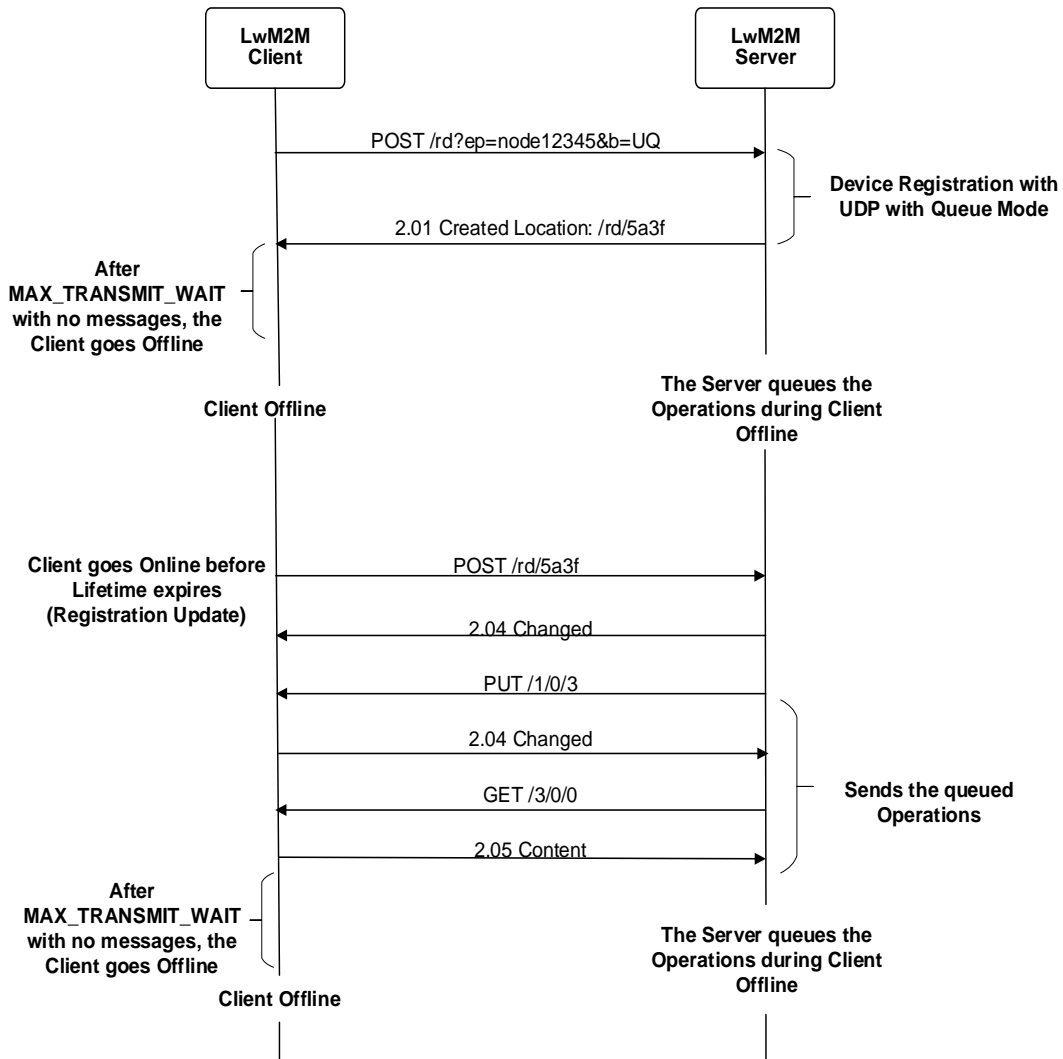 LwM2M
Client
LwM2M
Server
POST /rd?ep=node12345&b=UQ
Device Registration with
UDP with Queue Mode
2.01 Created Location: /rd/5a3f
After
MAX_TRANSMIT_WAIT
with no messages, the
Client goes Offline
Client Offline
The Server queues the
Operations during Client
Offline
Client goes Online before
Lifetime expires
(Registration Update)
POST /rd/5a3f
2.04 Changed
PUT /1/0/3
2.04 Changed
GET /3/0/0
Sends the queued
Operations
2.05 Content
After
MAX_TRANSMIT_WAIT
with no messages, the
Client goes Offline
The Server queues the
Operations during Client
Offline
Client Offline